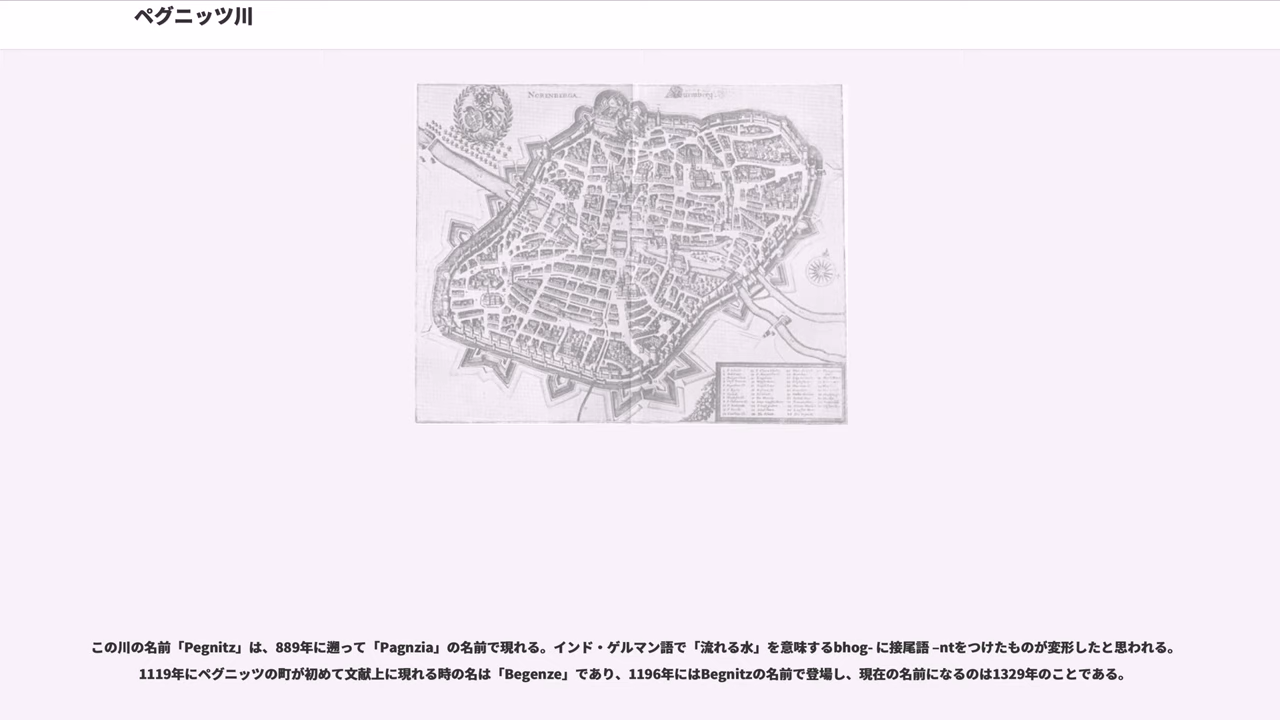 ペグニッツ川
NORENBERGA.
Nürmbërg.
この川の名前「Pegnitz」は、889年に遡って「Pagnzia」の名前で現れる。インド・ゲルマン語で「流れる水」を意味するbhog- に接尾語 –ntをつけたものが変形したと思われる。
1119年にペグニッツの町が初めて文献上に現れる時の名は「Begenze」であり、1196年にはBegnitzの名前で登場し、現在の名前になるのは1329年のことである。